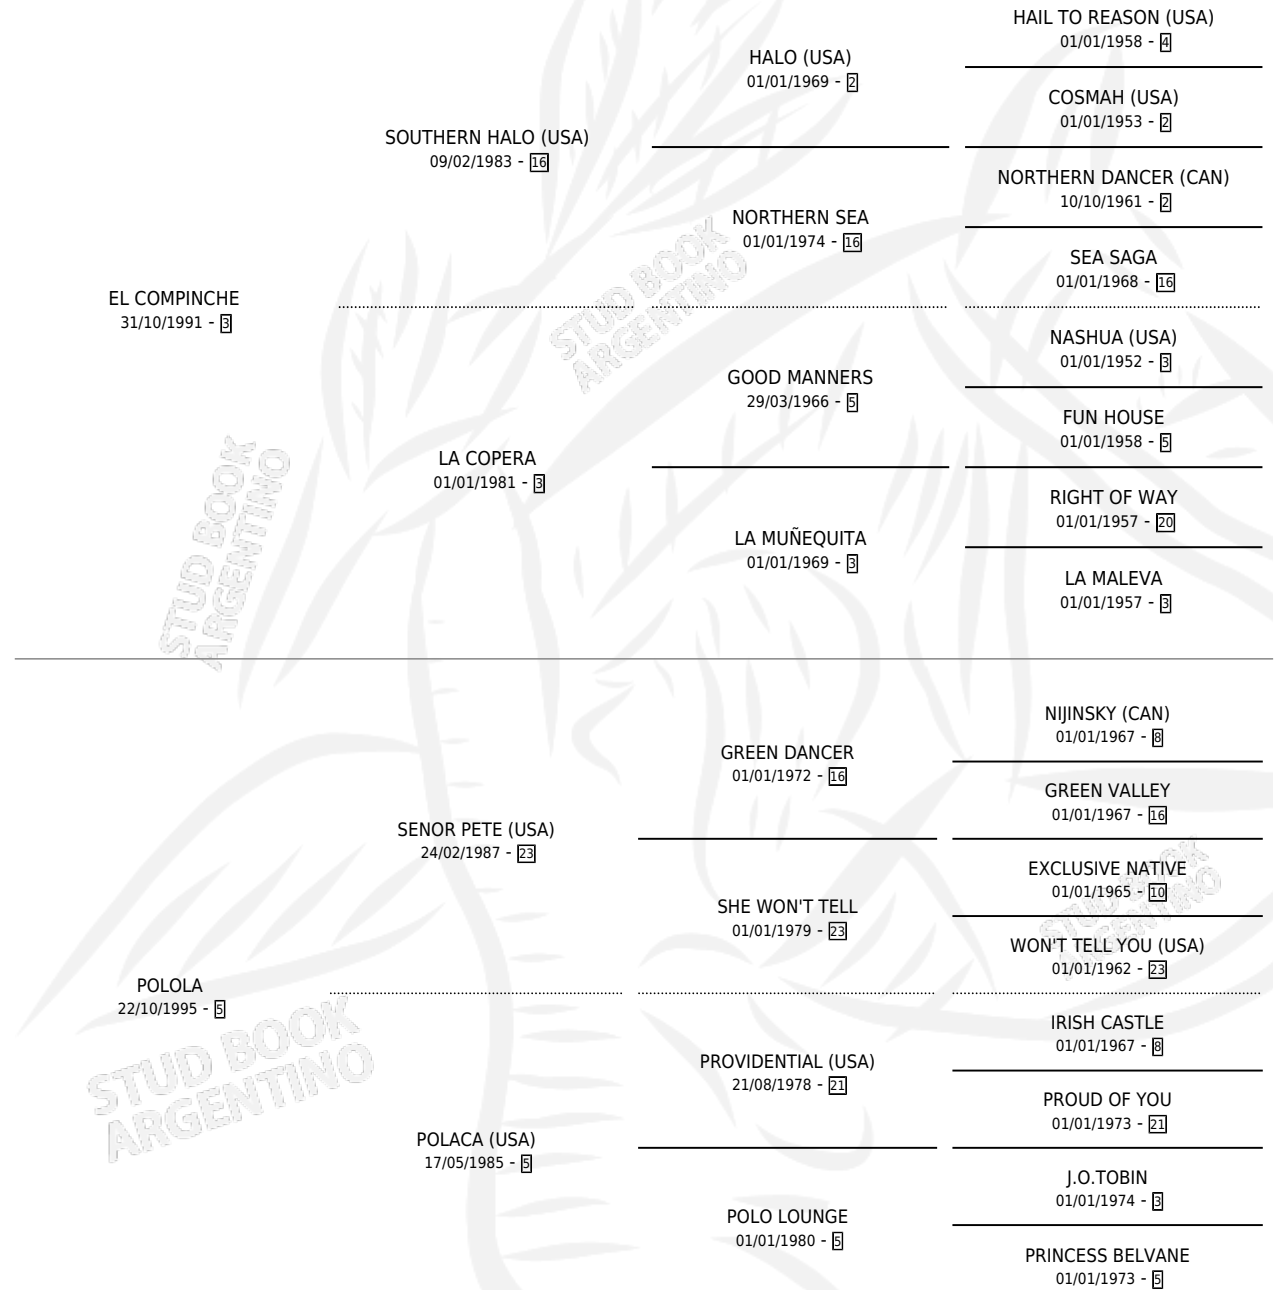 HAIL TO REASON (USA)
01/01/1958 - 4
HALO (USA)
01/01/1969 - 2
COSMAH (USA)
01/01/1953 - 2
SOUTHERN HALO (USA)
09/02/1983 - 16
NORTHERN DANCER (CAN)
10/10/1961 - 2
NORTHERN SEA
01/01/1974 - 16
SEA SAGA
01/01/1968 - 16
EL COMPINCHE
31/10/1991 - 3
STUD BOOK
ARGENTINO
NASHUA (USA)
01/01/1952 - 3
GOOD MANNERS
29/03/1966 - 5
FUN HOUSE
01/01/1958 - 5
LA COPERA
01/01/1981 - 3
RIGHT OF WAY
01/01/1957 - 20
LA MUÑEQUITA
01/01/1969 - 3
LA MALEVA
01/01/1957 - 3
STUD BOOK
ARGENTINO
NIJINSKY (CAN)
01/01/1967 - 8
GREEN DANCER
01/01/1972 - 16
GREEN VALLEY
01/01/1967 - 16
SENOR PETE (USA)
24/02/1987 - 23
EXCLUSIVE NATIVE
01/01/1965 - 10
SHE WON'T TELL
01/01/1979 - 23
WON'T TELL YOU (USA)
01/01/1962 - 23
STUD BOOK
ARGENTINO
POLOLA
22/10/1995 - 5
IRISH CASTLE
01/01/1967 - 8
PROVIDENTIAL (USA)
21/08/1978 - 21
PROUD OF YOU
01/01/1973 - 21
STUD BOOK
ARGENTINO
POLACA (USA)
17/05/1985 - 5
J.O.TOBIN
01/01/1974 - 3
POLO LOUNGE
01/01/1980 - 5
PRINCESS BELVANE
01/01/1973 - 5